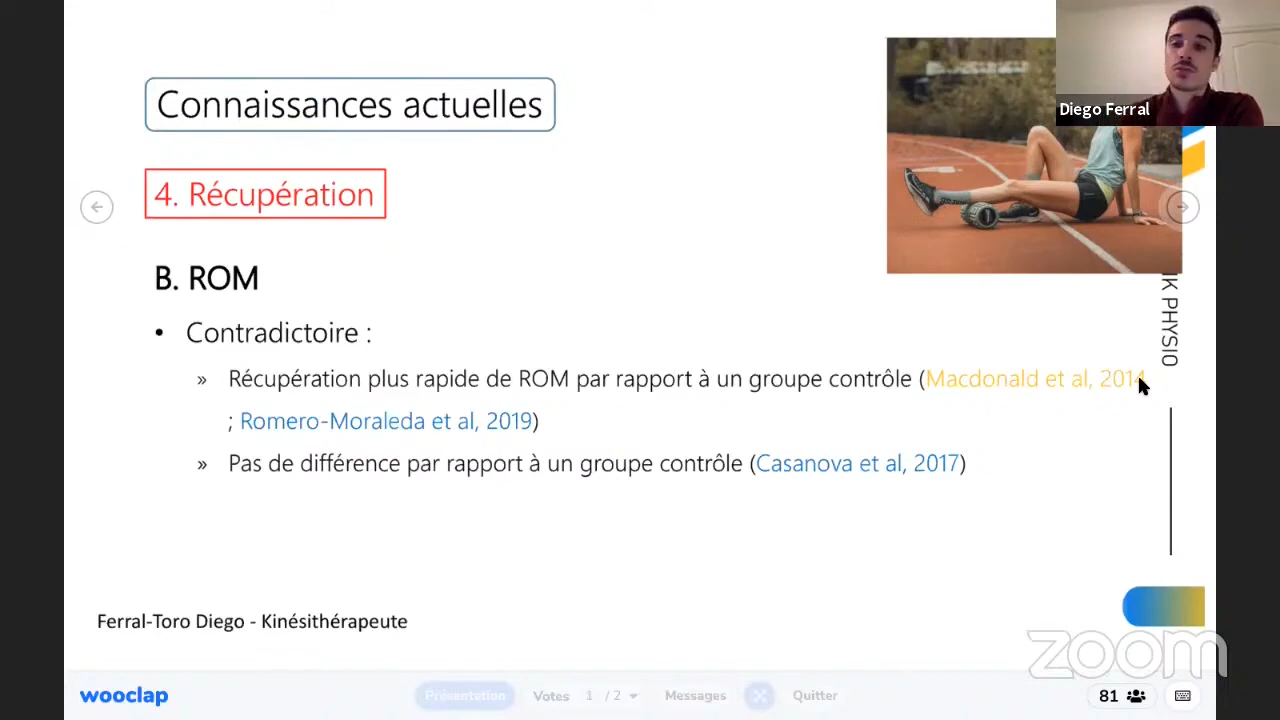 Connaissances actuelles
Diego Ferral
4. Récupération
B. ROM
• Contradictoire :
» Récupération plus rapide de ROM par rapport à un groupe contrôle (Macdonald et al, 2014
; Romero-Moraleda et al, 2019)
» Pas de différence par rapport à un groupe contrôle (Casanova et al, 2017)
IK PHYSIO
Ferral-Toro Diego - Kinésithérapeute
zoom
wooclap
Présentation
Votes 1 / 2
Messages
Quitter
81